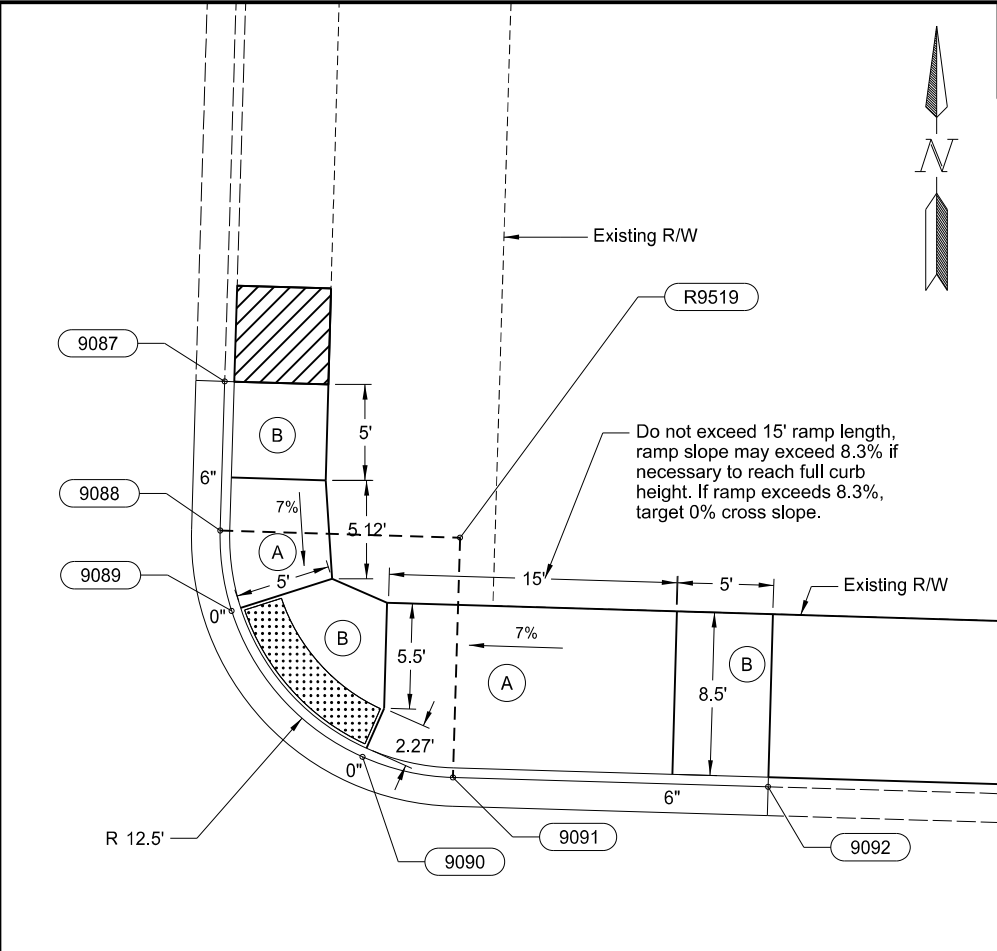 N
Existing R/W
R9519
9087
B
5'
Do not exceed 15' ramp length,
ramp slope may exceed 8.3% if
necessary to reach full curb
height. If ramp exceeds 8.3%,
target 0% cross slope.
6"
9088
7%
5.12'
A
9089
5'
15'
5'
Existing R/W
0"
B
7%
5.5'
A
B
8.5'
2.27'
0"
6"
R 12.5'
9091
9090
9092